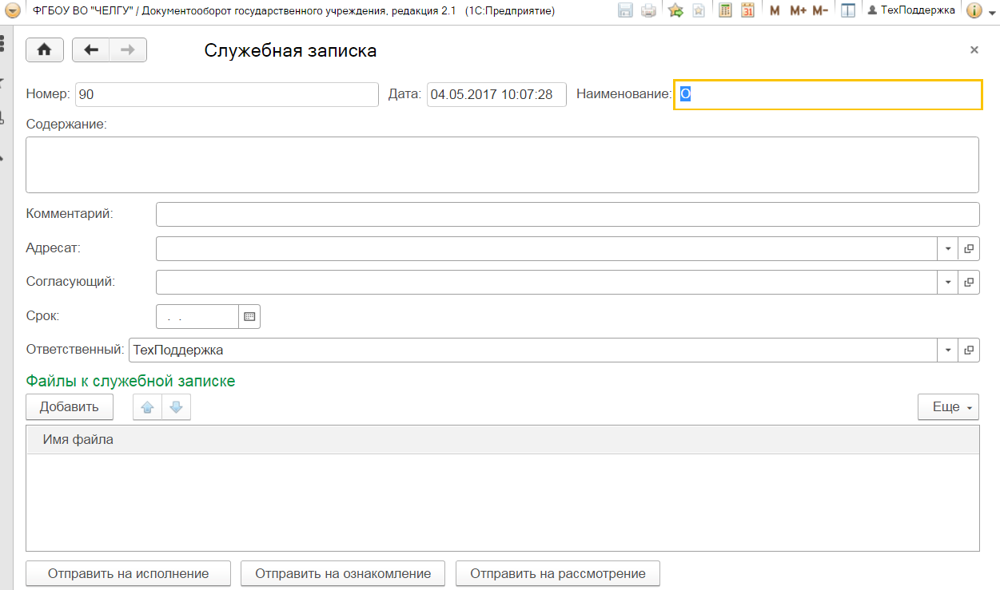 ФГБОУ ВО "ЧЕЛГУ" / Документооборот государственного учреждения, редакция 2.1 (1С:Предприятие) 31 M M+ M- ТехПоддержка
Служебная записка
Номер: 90 Дата: 04.05.2017 10:07:28 Наименование: О
Содержание:
Комментарий:
Адресат:
Согласующий:
Срок: . .
Ответственный: ТехПоддержка
Файлы к служебной записке
Добавить Еще
Имя файла
Отправить на исполнение Отправить на ознакомление Отправить на рассмотрение